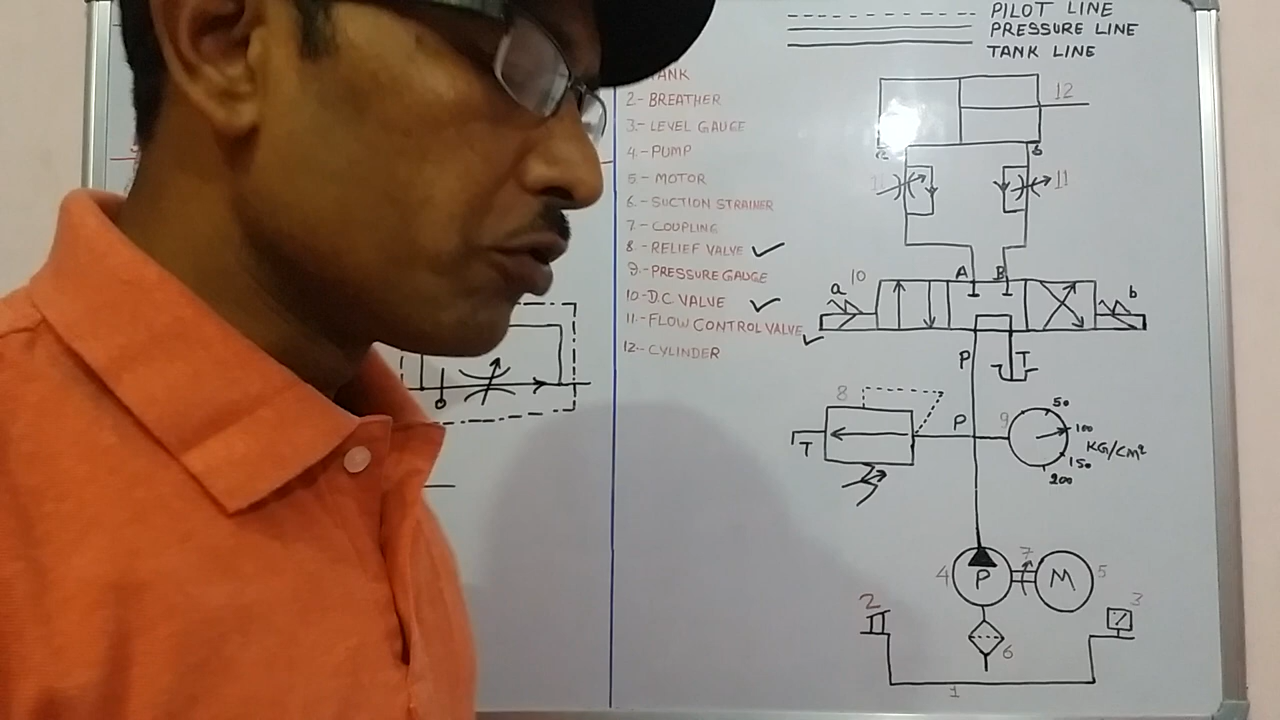 PILOT LINE
PRESSURE LINE
TANK LINE
TANK
2-BREATHER
3.-LEVEL GAUGE
4.-PUMP
5.-MOTOR
6.-SUCTION STRAINER
7.-COUPLING
8.-RELIEF VALVE
9.-PRESSURE GAUGE
10-D.C VALVE
11.-FLOW CONTROL VALVE
12.-CYLINDER
12
b
11
11
10
A
B
a
b
P
T
8
50
P
9
100
KG/CM²
T
150
200
7
4
P
M
5
2
3
6
1